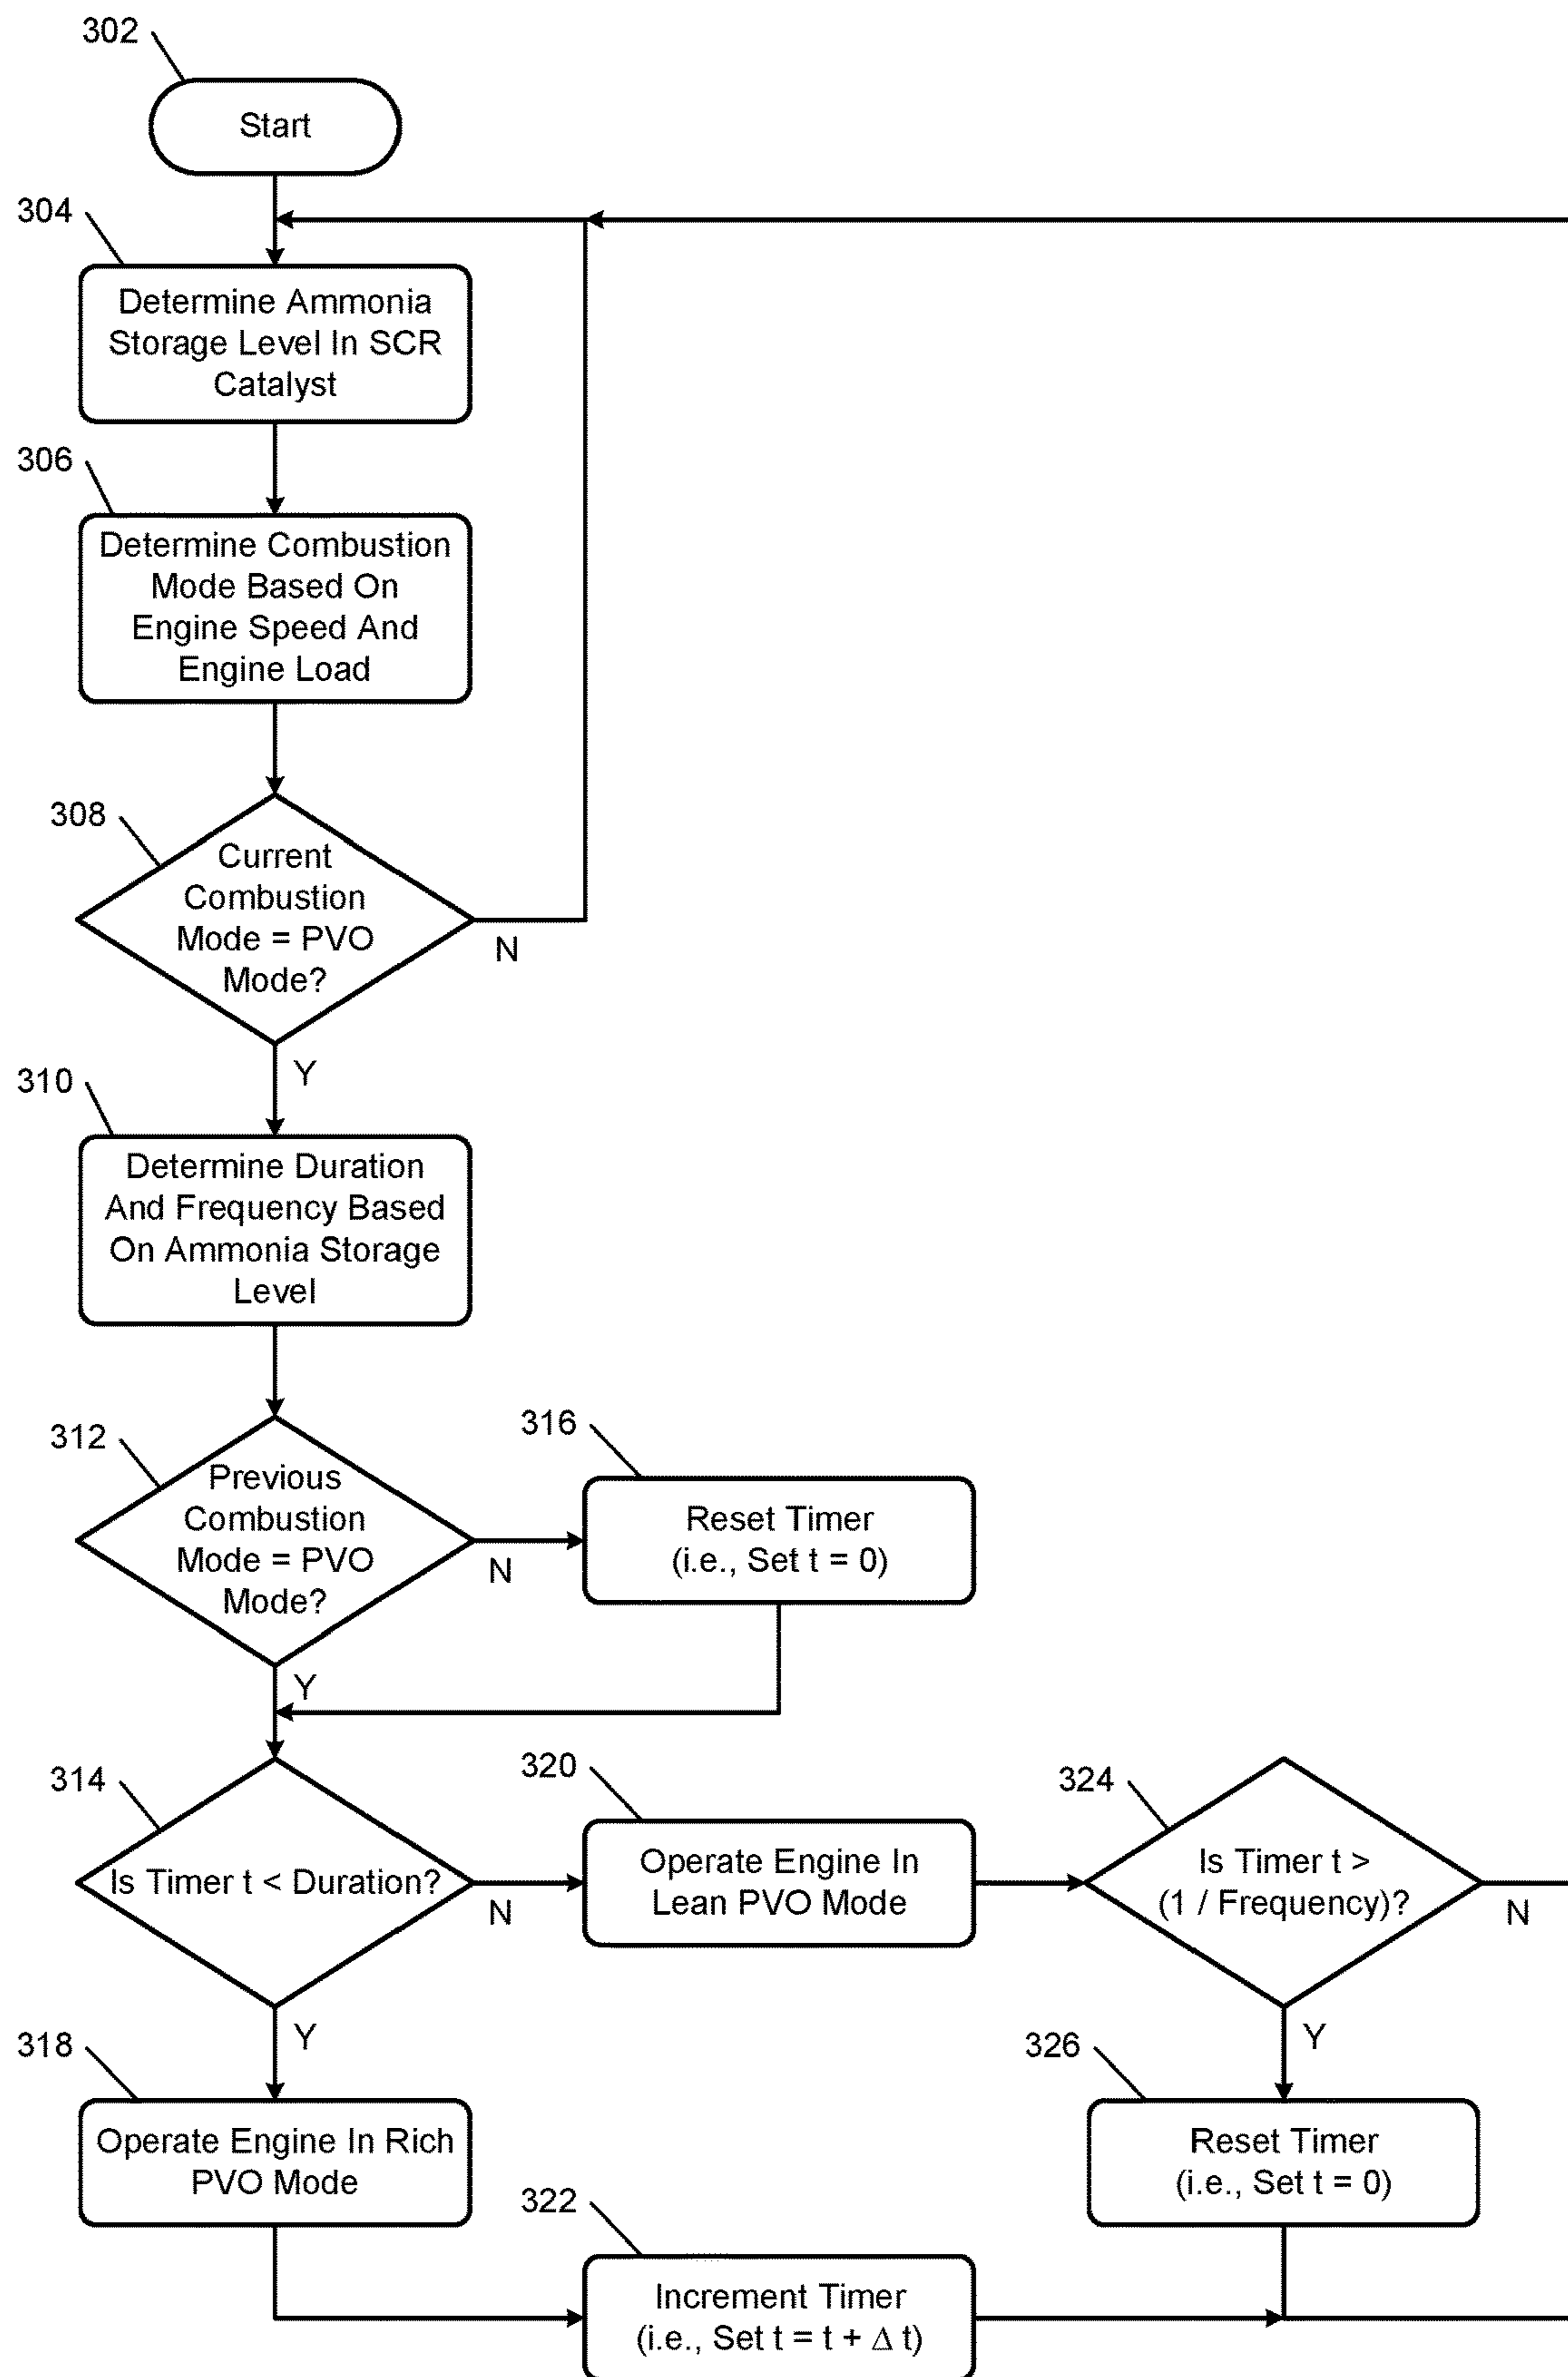 302
Start
304
Determine Ammonia
Storage Level In SCR
Catalyst
306
Determine Combustion
Mode Based On
Engine Speed And
Engine Load
308
Current
Combustion
Mode = PVO
Mode?
N
Y
310
Determine Duration
And Frequency Based
On Ammonia Storage
Level
312
Previous
Combustion
Mode = PVO
Mode?
N
Y
316
Reset Timer
(i.e., Set t = 0)
314
Is Timer t < Duration?
N
Y
320
Operate Engine In
Lean PVO Mode
324
Is Timer t >
(1 / Frequency)?
N
Y
318
Operate Engine In Rich
PVO Mode
322
Increment Timer
(i.e., Set t = t + Δ t)
326
Reset Timer
(i.e., Set t = 0)